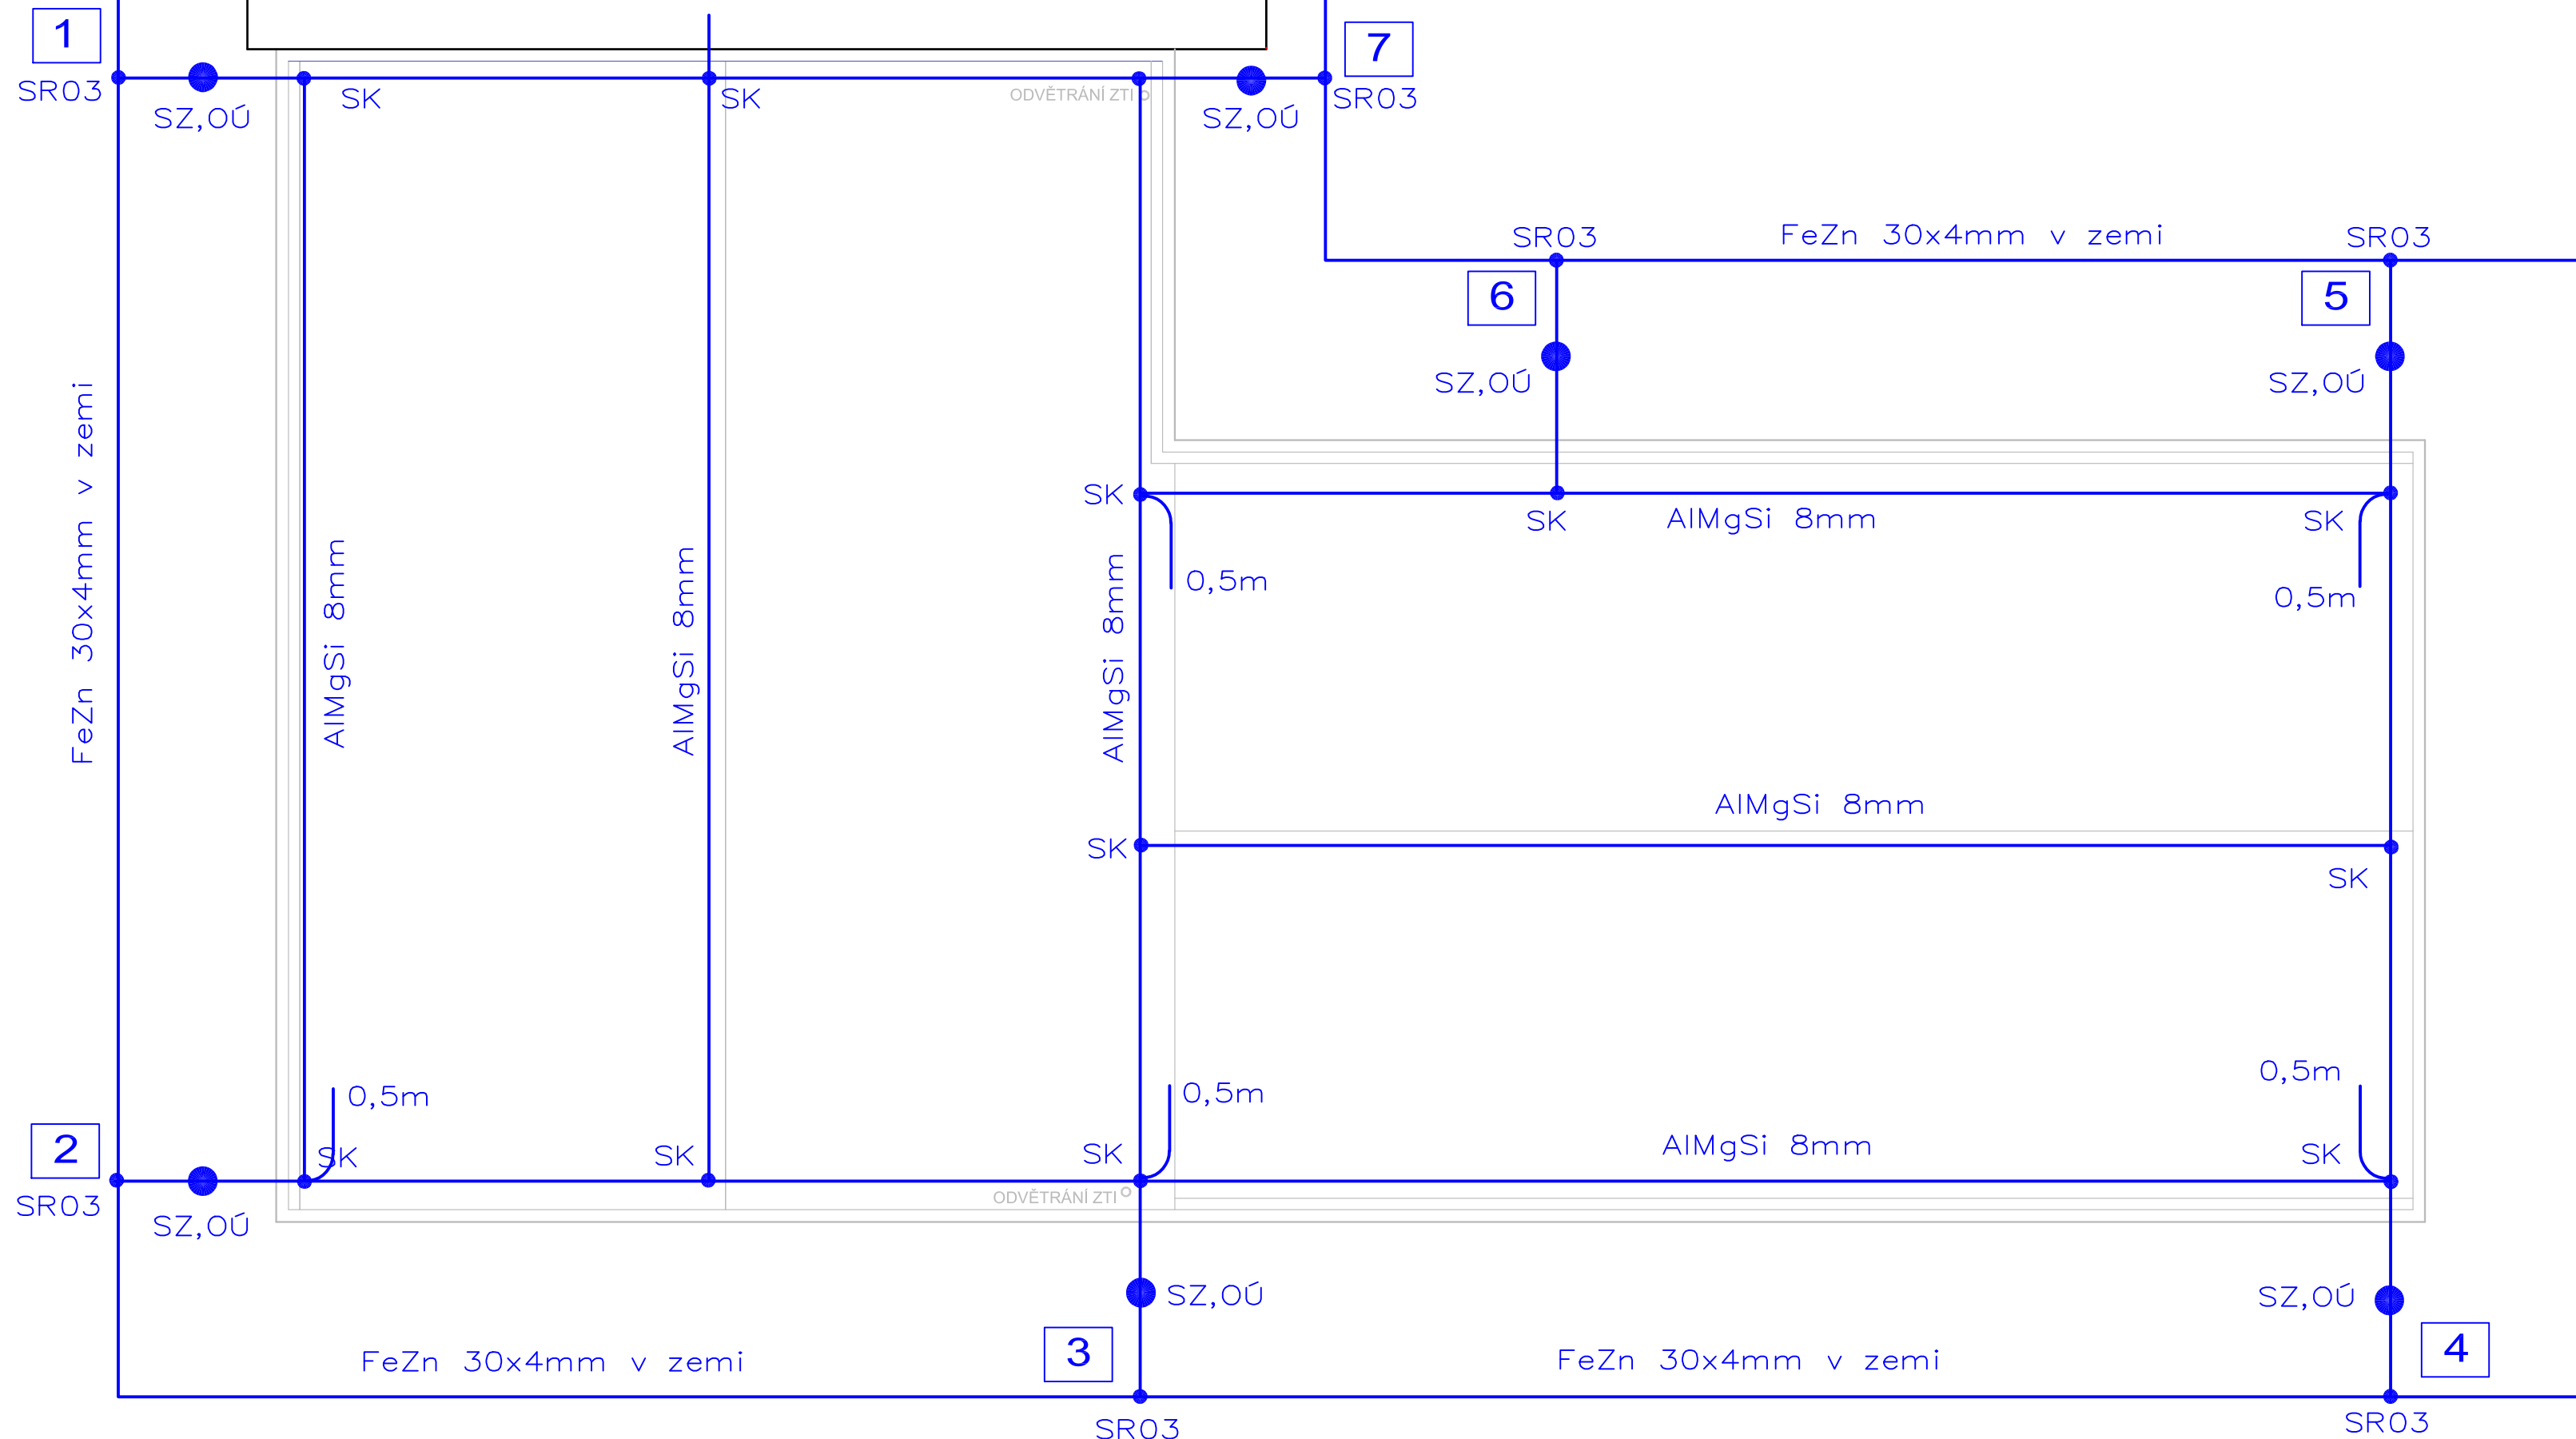 1
7
SR03
SK
SK
ODVĚTRÁNÍ ZTI
SR03
SZ,OÚ
SZ,OÚ
SR03
FeZn 30x4mm v zemi
SR03
6
5
SZ,OÚ
SZ,OÚ
FeZn 30x4mm v zemi
AlMgSi 8mm
AlMgSi 8mm
AlMgSi 8mm
SK
SK
AlMgSi 8mm
SK
0,5m
0,5m
AlMgSi 8mm
SK
SK
0,5m
0,5m
0,5m
2
SK
SK
SK
AlMgSi 8mm
SK
SR03
SZ,OÚ
ODVĚTRÁNÍ ZTI
SZ,OÚ
SZ,OÚ
FeZn 30x4mm v zemi
3
FeZn 30x4mm v zemi
4
SR03
SR03